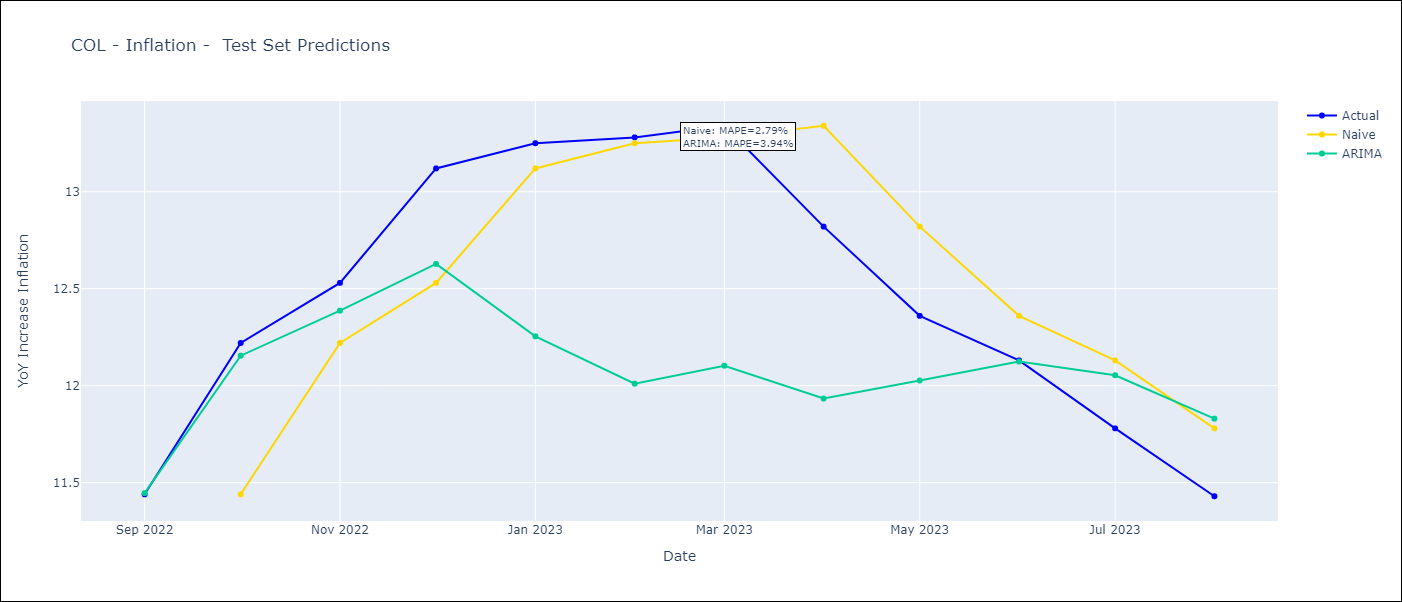 COL - Inflation -  Test Set Predictions
Actual
Naive
ARIMA
Naive: MAPE=2.79%
ARIMA: MAPE=3.94%
YoY Increase Inflation
13
12.5
12
11.5
Sep 2022
Nov 2022
Jan 2023
Mar 2023
May 2023
Jul 2023
Date